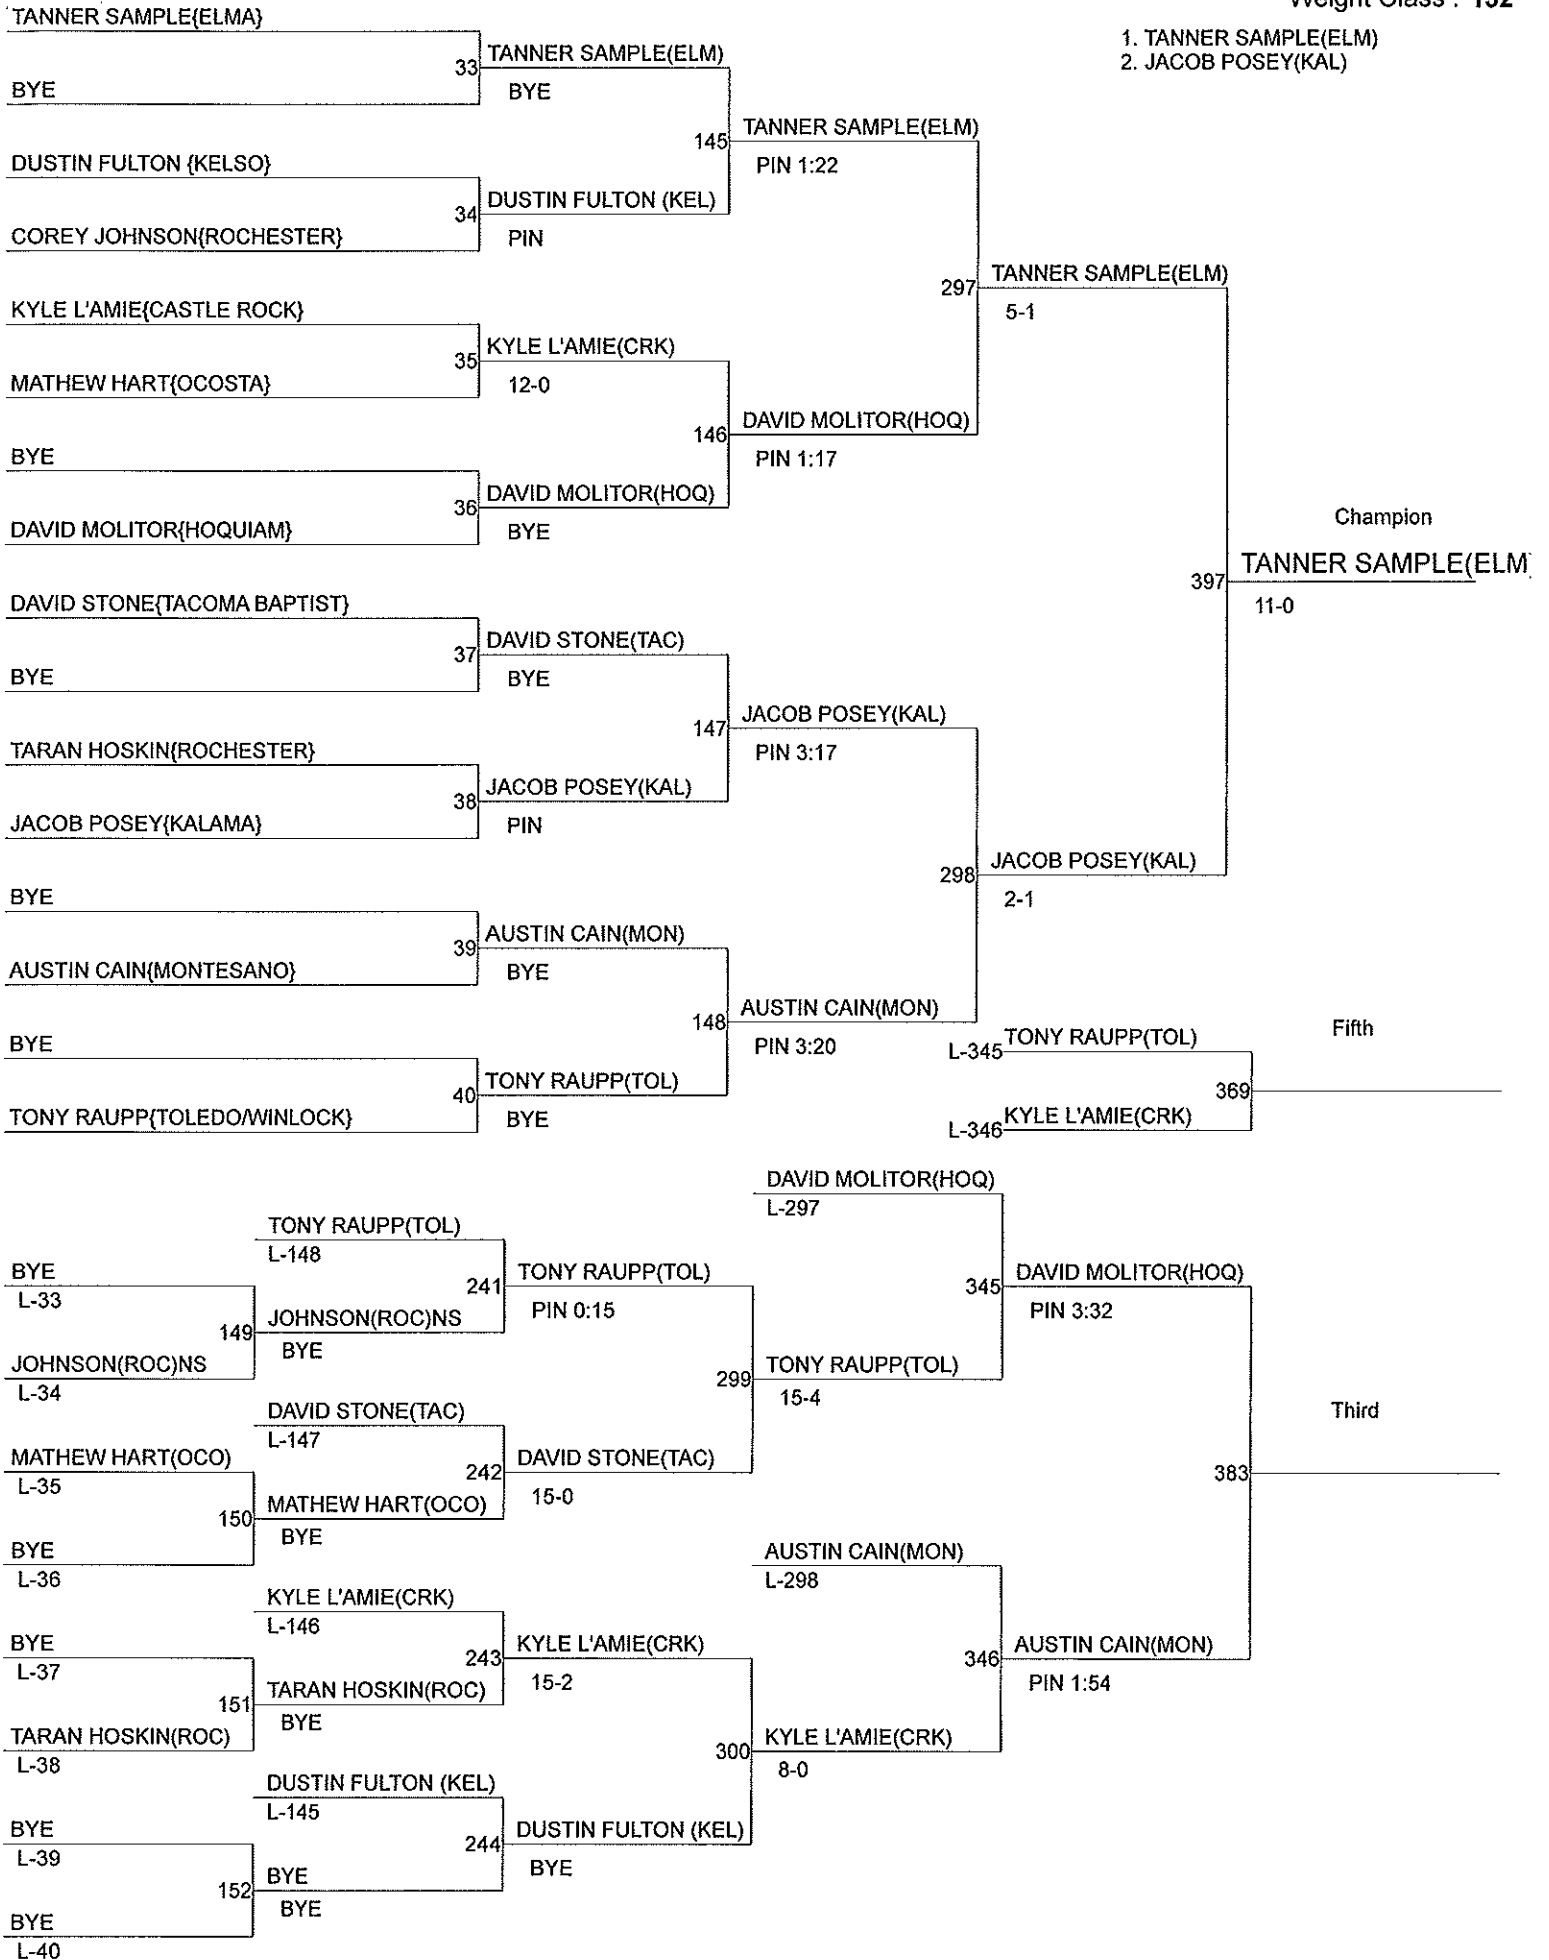 Weight Class : 152
1. TANNER SAMPLE(ELM)
2. JACOB POSEY(KAL)
TANNER SAMPLE{ELMA}
BYE
33
TANNER SAMPLE(ELM)
BYE
DUSTIN FULTON {KELSO}
COREY JOHNSON{ROCHESTER}
34
DUSTIN FULTON (KEL)
PIN
145
TANNER SAMPLE(ELM)
PIN 1:22
KYLE L'AMIE{CASTLE ROCK}
MATHEW HART{OCOSTA}
35
KYLE L'AMIE(CRK)
12-0
BYE
DAVID MOLITOR{HOQUIAM}
36
DAVID MOLITOR(HOQ)
BYE
146
DAVID MOLITOR(HOQ)
PIN 1:17
297
TANNER SAMPLE(ELM)
5-1
DAVID STONE{TACOMA BAPTIST}
BYE
37
DAVID STONE(TAC)
BYE
TARAN HOSKIN{ROCHESTER}
JACOB POSEY{KALAMA}
38
JACOB POSEY(KAL)
PIN
147
JACOB POSEY(KAL)
PIN 3:17
BYE
AUSTIN CAIN{MONTESANO}
39
AUSTIN CAIN(MON)
BYE
BYE
TONY RAUPP{TOLEDO/WINLOCK}
40
TONY RAUPP(TOL)
BYE
148
AUSTIN CAIN(MON)
PIN 3:20
298
JACOB POSEY(KAL)
2-1
Champion
397
TANNER SAMPLE(ELM
11-0
L-345
TONY RAUPP(TOL)
L-346
KYLE L'AMIE(CRK)
369
Fifth
BYE
L-33
JOHNSON(ROC)NS
L-34
149
TONY RAUPP(TOL)
L-148
JOHNSON(ROC)NS
BYE
241
TONY RAUPP(TOL)
PIN 0:15
MATHEW HART(OCO)
L-35
BYE
L-36
150
DAVID STONE(TAC)
L-147
MATHEW HART(OCO)
BYE
242
DAVID STONE(TAC)
15-0
299
DAVID MOLITOR(HOQ)
L-297
TONY RAUPP(TOL)
15-4
345
DAVID MOLITOR(HOQ)
PIN 3:32
BYE
L-37
TARAN HOSKIN(ROC)
L-38
151
KYLE L'AMIE(CRK)
L-146
TARAN HOSKIN(ROC)
BYE
243
KYLE L'AMIE(CRK)
15-2
BYE
L-39
BYE
L-40
152
DUSTIN FULTON (KEL)
L-145
BYE
BYE
244
DUSTIN FULTON (KEL)
BYE
300
AUSTIN CAIN(MON)
L-298
KYLE L'AMIE(CRK)
8-0
346
AUSTIN CAIN(MON)
PIN 1:54
383
Third